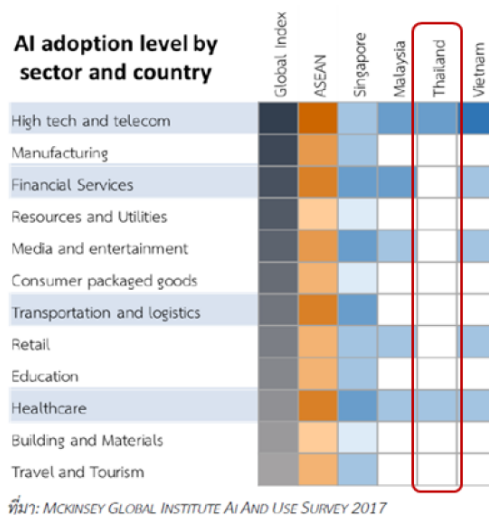 AI adoption level by
sector and country
Global Index
ASEAN
Singapore
Malaysia
Thailand
Vietnam
High tech and telecom
Manufacturing
Financial Services
Resources and Utilities
Media and entertainment
Consumer packaged goods
Transportation and logistics
Retail
Education
Healthcare
Building and Materials
Travel and Tourism
ที่มา: MCKINSEY GLOBAL INSTITUTE AI AND USE SURVEY 2017